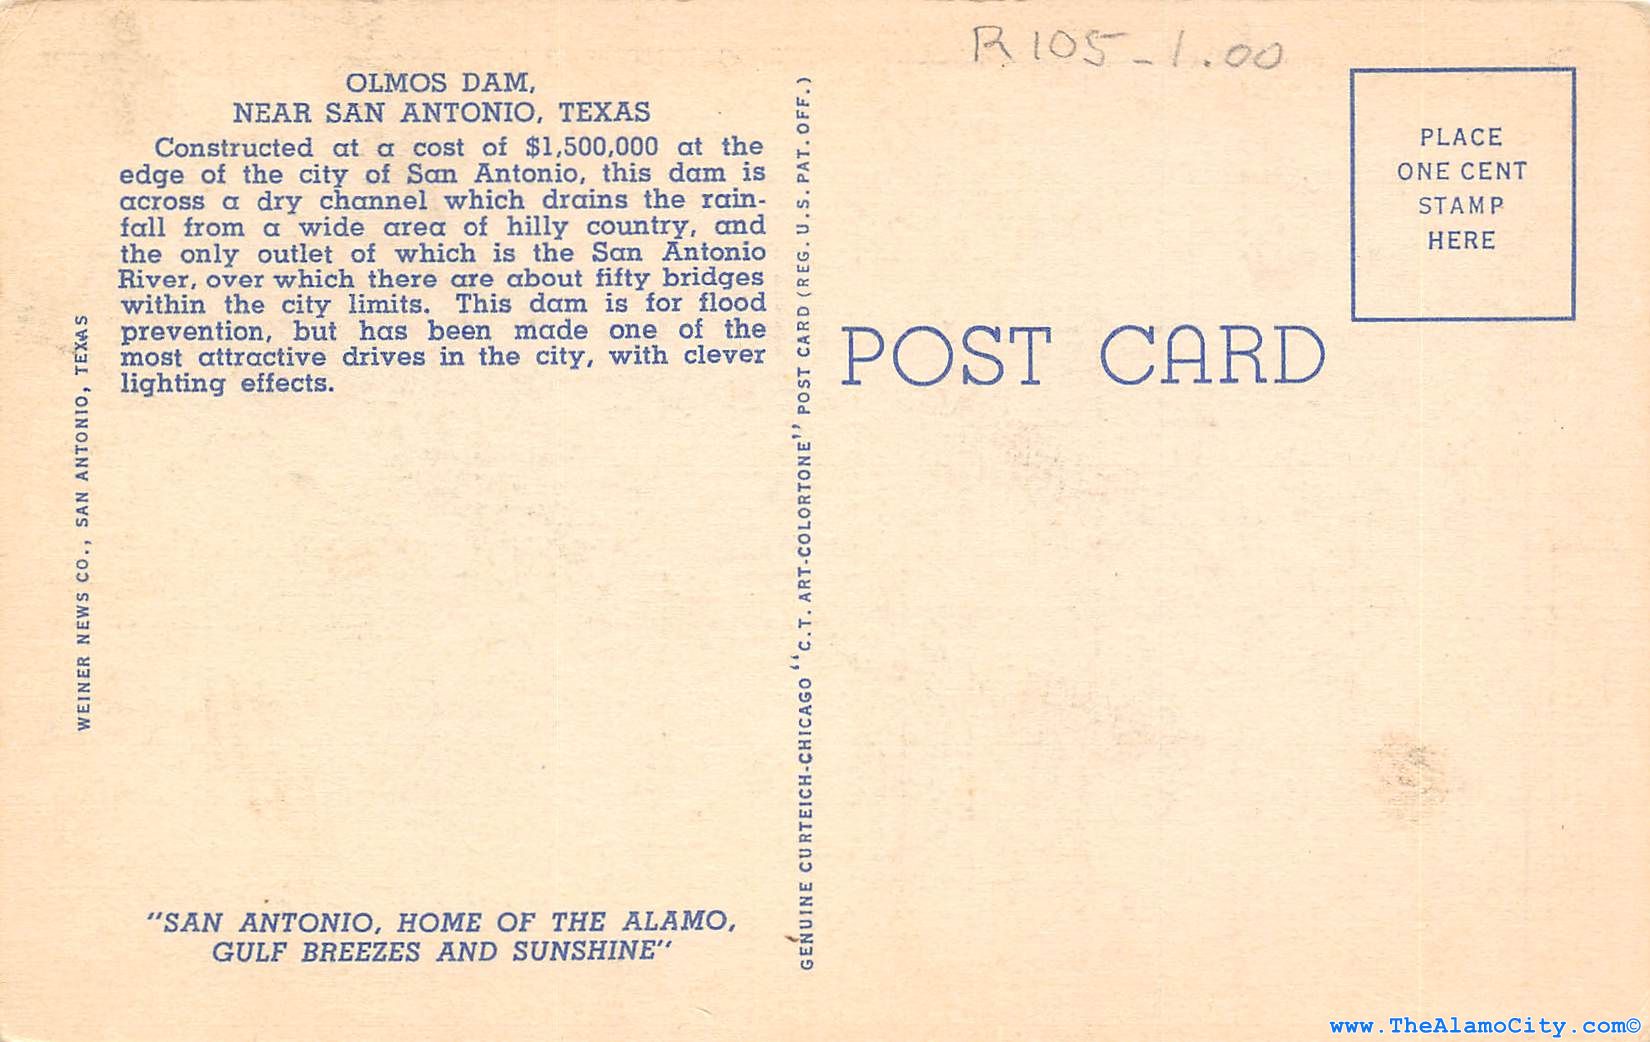 R 105 - 1.00
OLMOS DAM,
NEAR SAN ANTONIO, TEXAS
Constructed at a cost of $1,500,000 at the
edge of the city of San Antonio, this dam is
across a dry channel which drains the rain-
fall from a wide area of hilly country, and
the only outlet of which is the San Antonio
River, over which there are about fifty bridges
within the city limits. This dam is for flood
prevention, but has been made one of the
most attractive drives in the city, with clever
lighting effects.
WEINER NEWS CO., SAN ANTONIO, TEXAS
"SAN ANTONIO, HOME OF THE ALAMO,
GULF BREEZES AND SUNSHINE"
GENUINE CURTEICH-CHICAGO "C.T. ART-COLORTONE" POST CARD (REG. U.S. PAT. OFF.)
POST CARD
PLACE
ONE CENT
STAMP
HERE
www.TheAlamoCity.com©